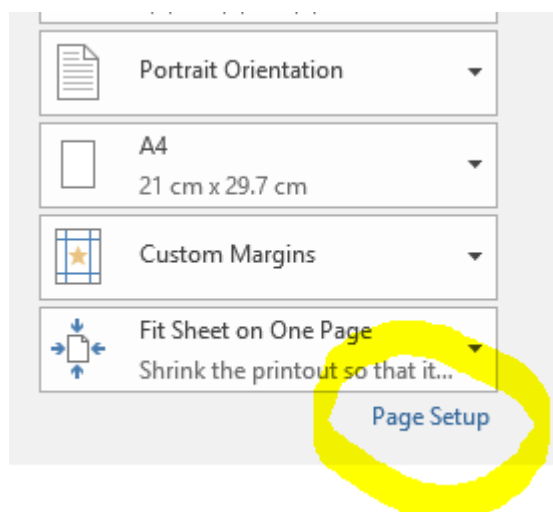 Portrait Orientation
A4
21 cm x 29.7 cm
Custom Margins
Fit Sheet on One Page
Shrink the printout so that it...
Page Setup